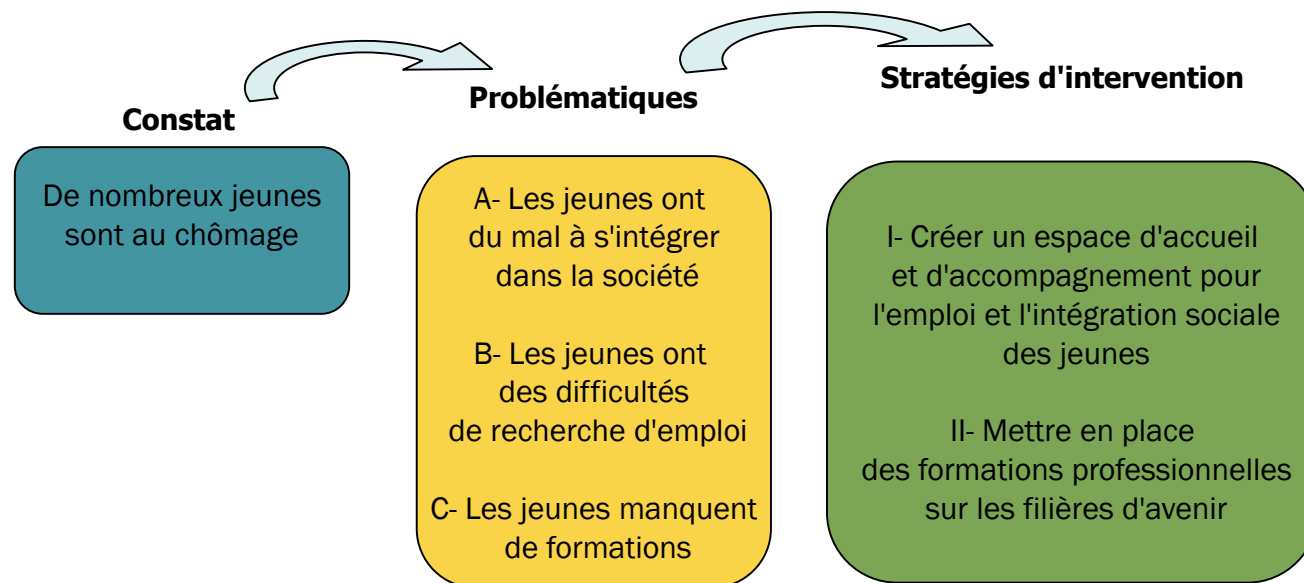 Constat
De nombreux jeunes
sont au chômage
Problématiques
A- Les jeunes ont
du mal à s'intégrer
dans la société
B- Les jeunes ont
des difficultés
de recherche d'emploi
C- Les jeunes manquent
de formations
Stratégies d'intervention
I- Créer un espace d'accueil
et d'accompagnement pour
l'emploi et l'intégration sociale
des jeunes
II- Mettre en place
des formations professionnelles
sur les filières d'avenir